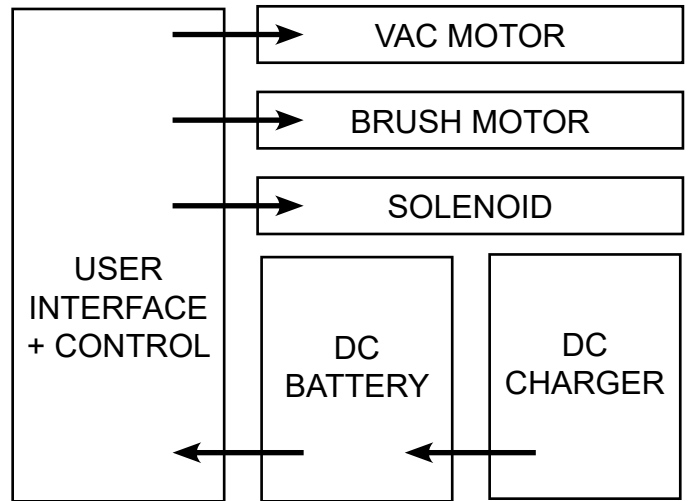 VAC MOTOR
BRUSH MOTOR
SOLENOID
USER
INTERFACE
+ CONTROL
DC
BATTERY
DC
CHARGER